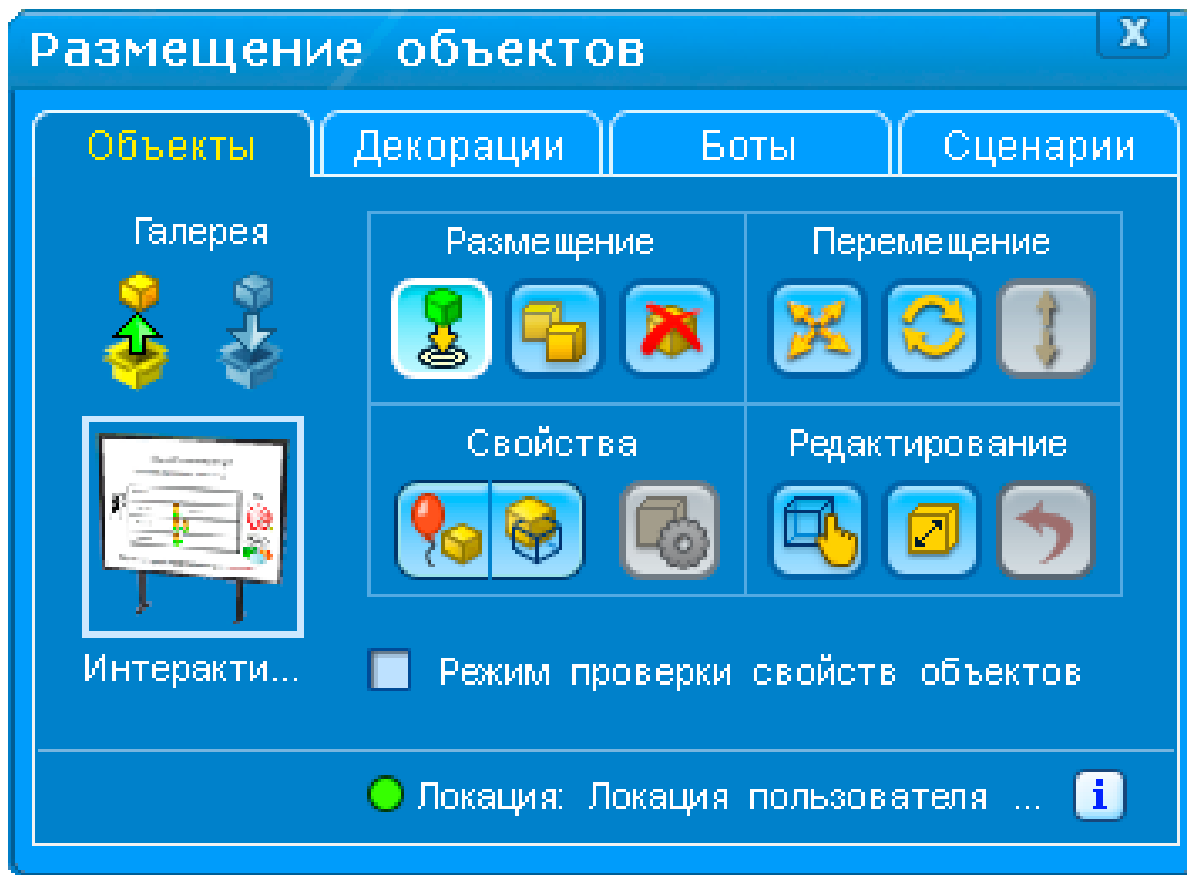 Размещение объектов
X
Объекты
Декорации
Боты
Сценарии
Галерея
Размещение
Перемещение
Свойства
Редактирование
Интеракти...
Режим проверки свойств объектов
Локация: Локация пользователя ...
i